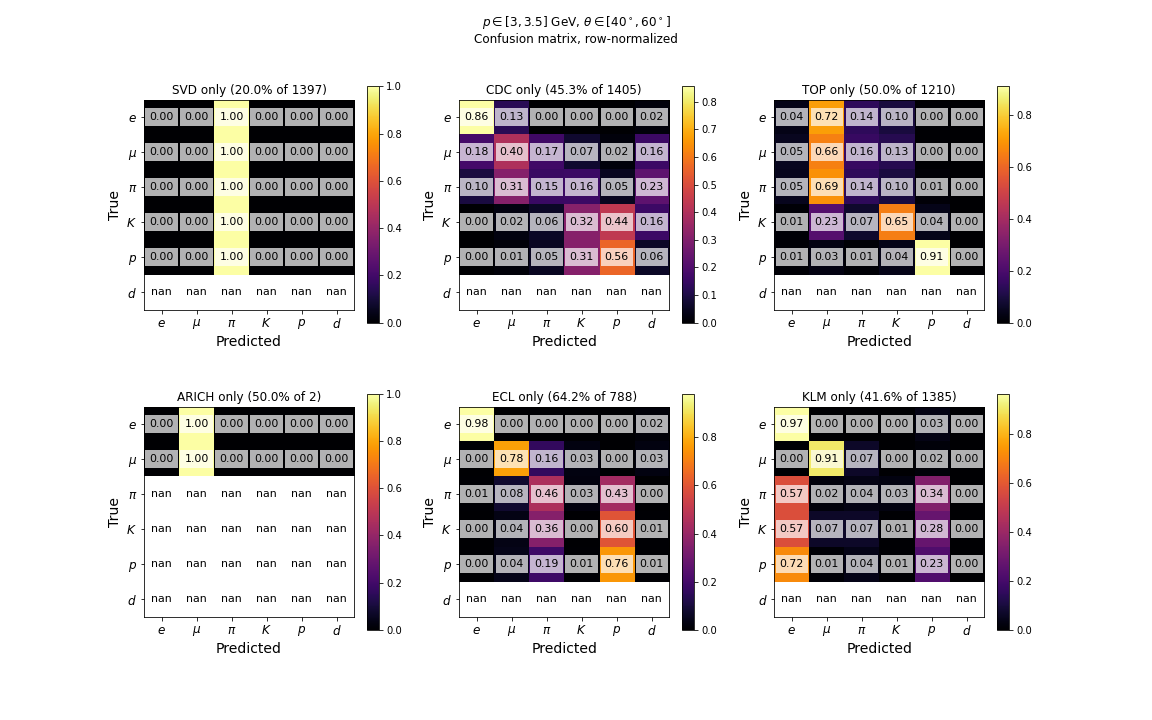 p ∈ [3, 3.5] GeV, θ ∈ [40°, 60°]
Confusion matrix, row-normalized
SVD only (20.0% of 1397)
True
e 0.00 0.00 1.00 0.00 0.00 0.00
μ 0.00 0.00 1.00 0.00 0.00 0.00
π 0.00 0.00 1.00 0.00 0.00 0.00
K 0.00 0.00 1.00 0.00 0.00 0.00
p 0.00 0.00 1.00 0.00 0.00 0.00
d nan nan nan nan nan nan
e μ π K p d
Predicted
1.0
0.8
0.6
0.4
0.2
0.0
CDC only (45.3% of 1405)
True
e 0.86 0.13 0.00 0.00 0.00 0.02
μ 0.18 0.40 0.17 0.07 0.02 0.16
π 0.10 0.31 0.15 0.16 0.05 0.23
K 0.00 0.02 0.06 0.32 0.44 0.16
p 0.00 0.01 0.05 0.31 0.56 0.06
d nan nan nan nan nan nan
e μ π K p d
Predicted
0.8
0.7
0.6
0.5
0.4
0.3
0.2
0.1
0.0
TOP only (50.0% of 1210)
True
e 0.04 0.72 0.14 0.10 0.00 0.00
μ 0.05 0.66 0.16 0.13 0.00 0.00
π 0.05 0.69 0.14 0.10 0.01 0.00
K 0.01 0.23 0.07 0.65 0.04 0.00
p 0.01 0.03 0.01 0.04 0.91 0.00
d nan nan nan nan nan nan
e μ π K p d
Predicted
0.8
0.6
0.4
0.2
0.0
ARICH only (50.0% of 2)
True
e 0.00 1.00 0.00 0.00 0.00 0.00
μ 0.00 1.00 0.00 0.00 0.00 0.00
π nan nan nan nan nan nan
K nan nan nan nan nan nan
p nan nan nan nan nan nan
d nan nan nan nan nan nan
e μ π K p d
Predicted
1.0
0.8
0.6
0.4
0.2
0.0
ECL only (64.2% of 788)
True
e 0.98 0.00 0.00 0.00 0.00 0.02
μ 0.00 0.78 0.16 0.03 0.00 0.03
π 0.01 0.08 0.46 0.03 0.43 0.00
K 0.00 0.04 0.36 0.00 0.60 0.01
p 0.00 0.04 0.19 0.01 0.76 0.01
d nan nan nan nan nan nan
e μ π K p d
Predicted
0.8
0.6
0.4
0.2
0.0
KLM only (41.6% of 1385)
True
e 0.97 0.00 0.00 0.00 0.03 0.00
μ 0.00 0.91 0.07 0.00 0.02 0.00
π 0.57 0.02 0.04 0.03 0.34 0.00
K 0.57 0.07 0.07 0.01 0.28 0.00
p 0.72 0.01 0.04 0.01 0.23 0.00
d nan nan nan nan nan nan
e μ π K p d
Predicted
0.8
0.6
0.4
0.2
0.0